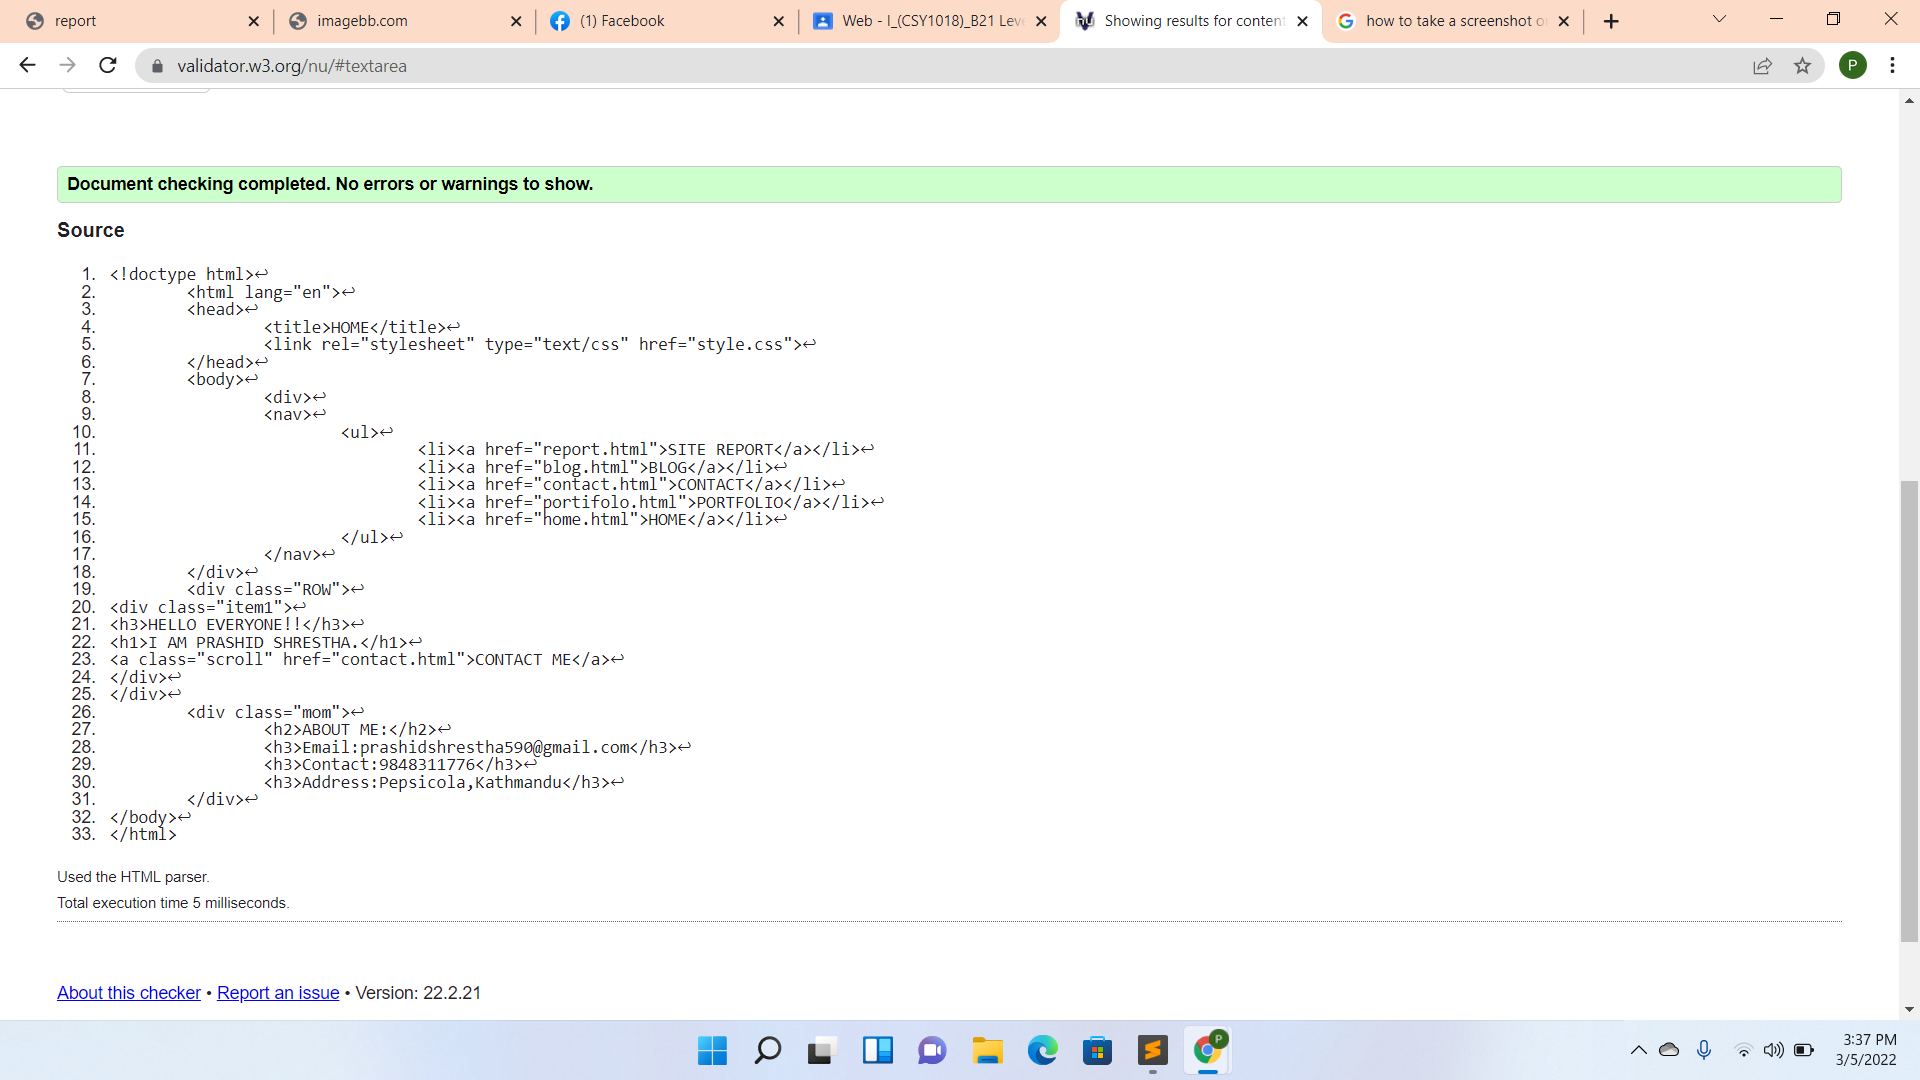 report
imagebb.com
(1) Facebook
Web - I_(CSY1018)_B21 Leve
Showing results for conten
how to take a screenshot o
validator.w3.org/nu/#textarea
P
Document checking completed. No errors or warnings to show.
Source
1. <!doctype html>↩
2. <html lang="en">↩
3. <head>↩
4. <title>HOME</title>↩
5. <link rel="stylesheet" type="text/css" href="style.css">↩
6. </head>↩
7. <body>↩
8. <div>↩
9. <nav>↩
10. <ul>↩
11. <li><a href="report.html">SITE REPORT</a></li>↩
12. <li><a href="blog.html">BLOG</a></li>↩
13. <li><a href="contact.html">CONTACT</a></li>↩
14. <li><a href="portifolo.html">PORTFOLIO</a></li>↩
15. <li><a href="home.html">HOME</a></li>↩
16. </ul>↩
17. </nav>↩
18. </div>↩
19. <div class="ROW">↩
20. <div class="item1">↩
21. <h3>HELLO EVERYONE!!</h3>↩
22. <h1>I AM PRASHID SHRESTHA.</h1>↩
23. <a class="scroll" href="contact.html">CONTACT ME</a>↩
24. </div>↩
25. </div>↩
26. <div class="mom">↩
27. <h2>ABOUT ME:</h2>↩
28. <h3>Email:prashidshrestha590@gmail.com</h3>↩
29. <h3>Contact:9848311776</h3>↩
30. <h3>Address:Pepsicola,Kathmandu</h3>↩
31. </div>↩
32. </body>↩
33. </html>
Used the HTML parser.
Total execution time 5 milliseconds.
About this checker • Report an issue • Version: 22.2.21
P
3:37 PM
3/5/2022